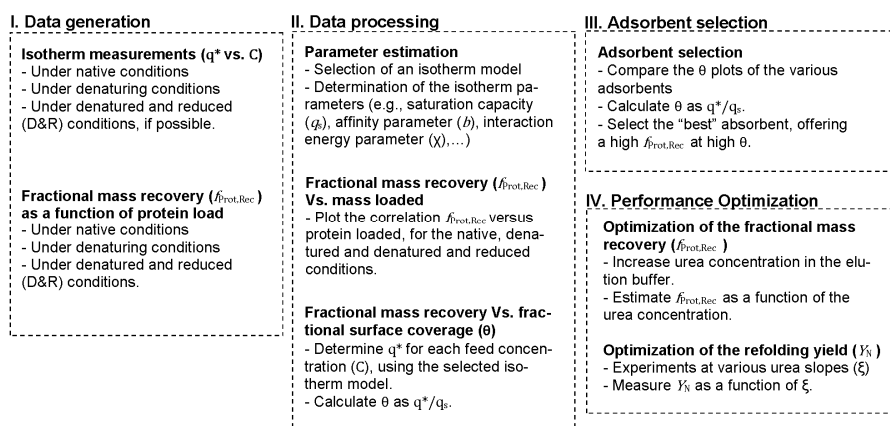 I. Data generation
Isotherm measurements (q* vs. C)
- Under native conditions
- Under denaturing conditions
- Under denatured and reduced
(D&R) conditions, if possible.
Fractional mass recovery (fProt,Rec)
as a function of protein load
- Under native conditions
- Under denaturing conditions
- Under denatured and reduced
(D&R) conditions.
II. Data processing
Parameter estimation
- Selection of an isotherm model
- Determination of the isotherm pa-
rameters (e.g., saturation capacity
(qs), affinity parameter (b), interaction
energy parameter (χ),…)
Fractional mass recovery (fProt,Rec)
Vs. mass loaded
- Plot the correlation fProt,Rec versus
protein loaded, for the native, dena-
tured and denatured and reduced
conditions.
Fractional mass recovery Vs. frac-
tional surface coverage (θ)
- Determine q* for each feed concen-
tration (C), using the selected iso-
therm model.
- Calculate θ as q*/qs.
III. Adsorbent selection
Adsorbent selection
- Compare the θ plots of the various
adsorbents
- Calculate θ as q*/qs.
- Select the “best” absorbent, offering
a high fProt,Rec at high θ.
IV. Performance Optimization
Optimization of the fractional mass
recovery (fProt,Rec)
- Increase urea concentration in the elu-
tion buffer.
- Estimate fProt,Rec as a function of the
urea concentration.
Optimization of the refolding yield (YN)
- Experiments at various urea slopes (ξ)
- Measure YN as a function of ξ.